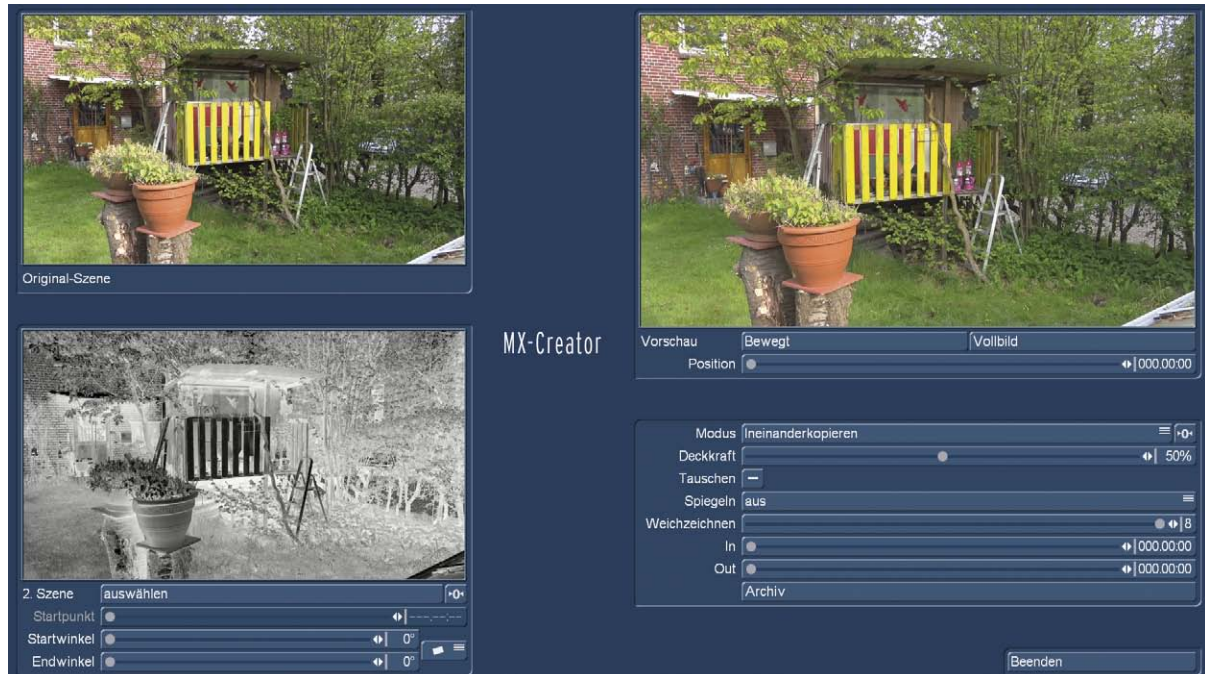 Original-Szene
MX-Creator
2. Szene auswählen
Startpunkt ---.--:--
Startwinkel 0°
Endwinkel 0°
Vorschau Bewegt Vollbild
Position 000.00:00
Modus Ineinanderkopieren
Deckkraft 50%
Tauschen
Spiegeln aus
Weichzeichnen 8
In 000.00:00
Out 000.00:00
Archiv
Beenden